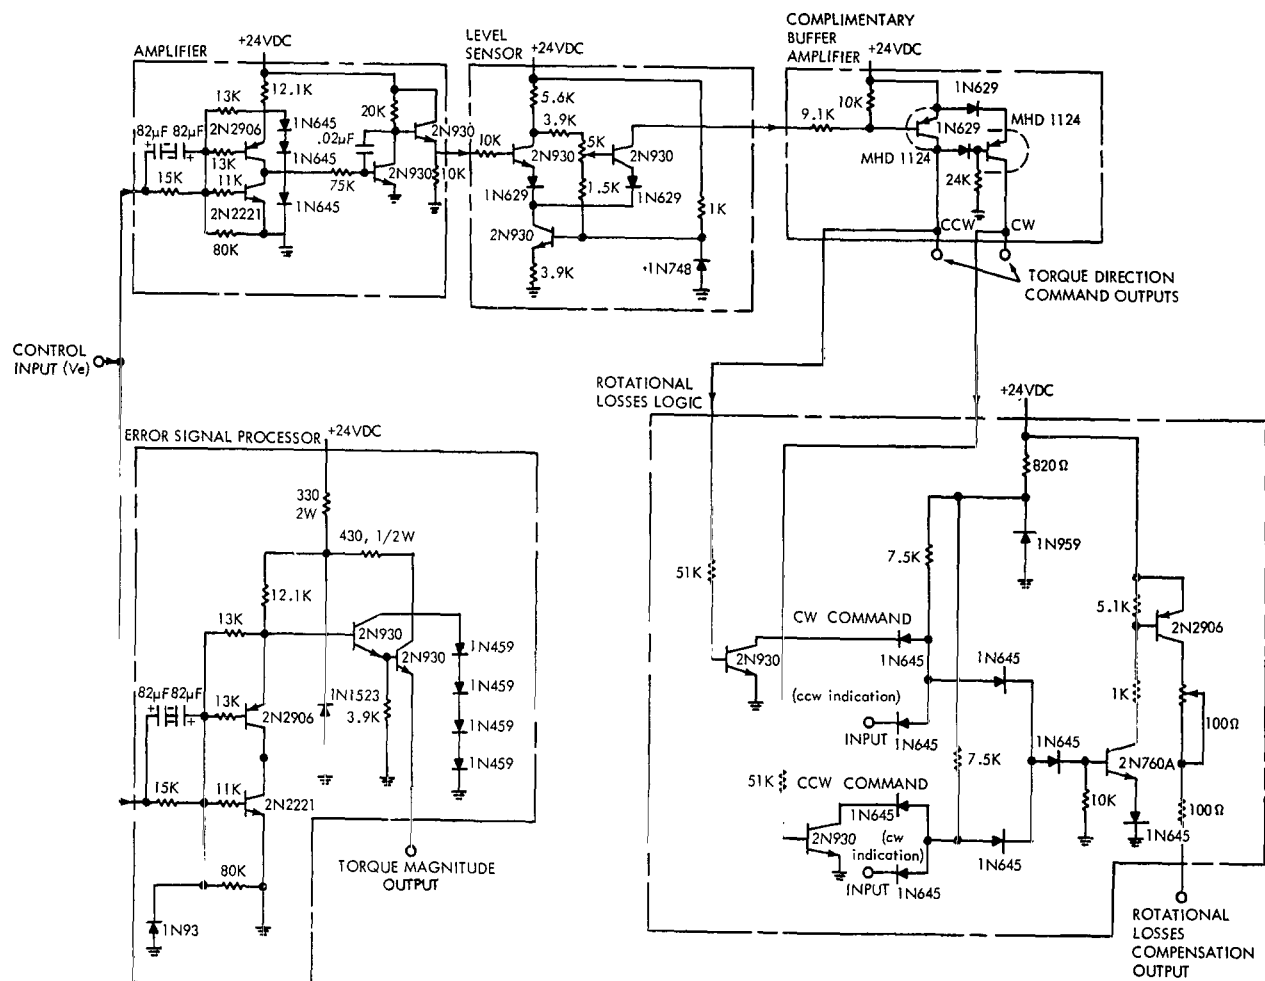 COMPLIMENTARY
BUFFER
AMPLIFIER
LEVEL
SENSOR
AMPLIFIER
+24VDC
+24VDC
+24VDC
12.1K
13K
82μF 82μF
2N2906
1N645
13K
1N645
15K
11K
2N2221
1N645
80K
20K
.02μF
2N930
75K
2N930
10K
10K
5.6K
3.9K
5K
2N930
2N930
1N629
1.5K
1N629
1K
2N930
3.9K
1N748
9.1K
10K
1N629
1N629
MHD 1124
MHD 1124
24K
CCW
CW
TORQUE DIRECTION
COMMAND OUTPUTS
CONTROL
INPUT (Ve)
ROTATIONAL
LOSSES LOGIC
+24VDC
820Ω
1N959
7.5K
51K
CW COMMAND
1N645
2N930
(ccw indication)
INPUT
1N645
1N645
7.5K
51K
CCW COMMAND
1N645
2N930
(cw
indication)
INPUT
1N645
1N645
1N645
5.1K
2N2906
1K
100Ω
2N760A
10K
1N645
100Ω
ROTATIONAL
LOSSES
COMPENSATION
OUTPUT
ERROR SIGNAL PROCESSOR
+24VDC
330
2W
430, 1/2W
12.1K
13K
2N930
2N930
1N459
1N459
1N459
1N459
82μF 82μF
13K
2N2906
1N1523
3.9K
15K
11K
2N2221
80K
1N93
TORQUE MAGNITUDE
OUTPUT